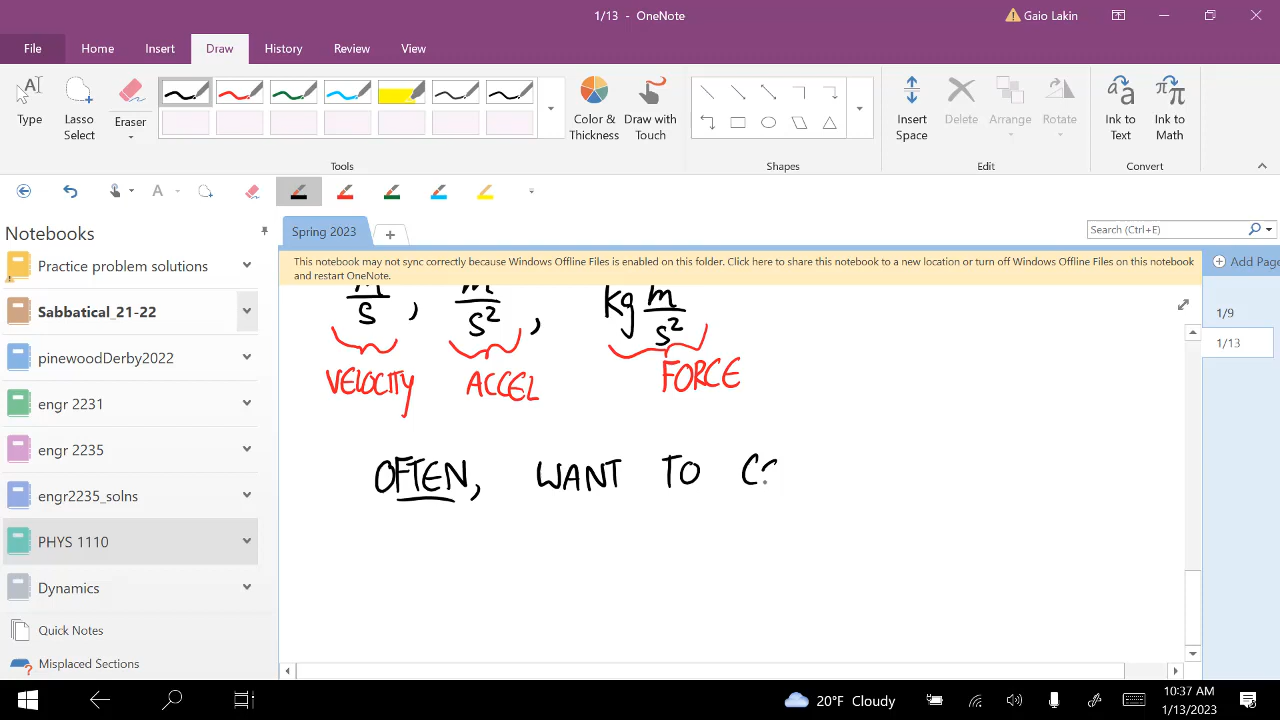 1/13 - OneNote
Gaio Lakin
File Home Insert Draw History Review View
Type
Lasso Select
Eraser
Color & Thickness
Draw with Touch
Insert Space
Delete
Arrange
Rotate
Ink to Text
Ink to Math
Tools
Shapes
Edit
Convert
A
Notebooks
Spring 2023
Search (Ctrl+E)
This notebook may not sync correctly because Windows Offline Files is enabled on this folder. Click here to share this notebook to a new location or turn off Windows Offline Files on this notebook
and restart OneNote.
Add Page
1/9
1/13
Practice problem solutions
Sabbatical_21-22
pinewoodDerby2022
engr 2231
engr 2235
engr2235_solns
PHYS 1110
Dynamics
Quick Notes
Misplaced Sections
m/s, m/s², kg m/s²
VELOCITY ACCEL FORCE
OFTEN, WANT TO
20°F Cloudy
10:37 AM
1/13/2023